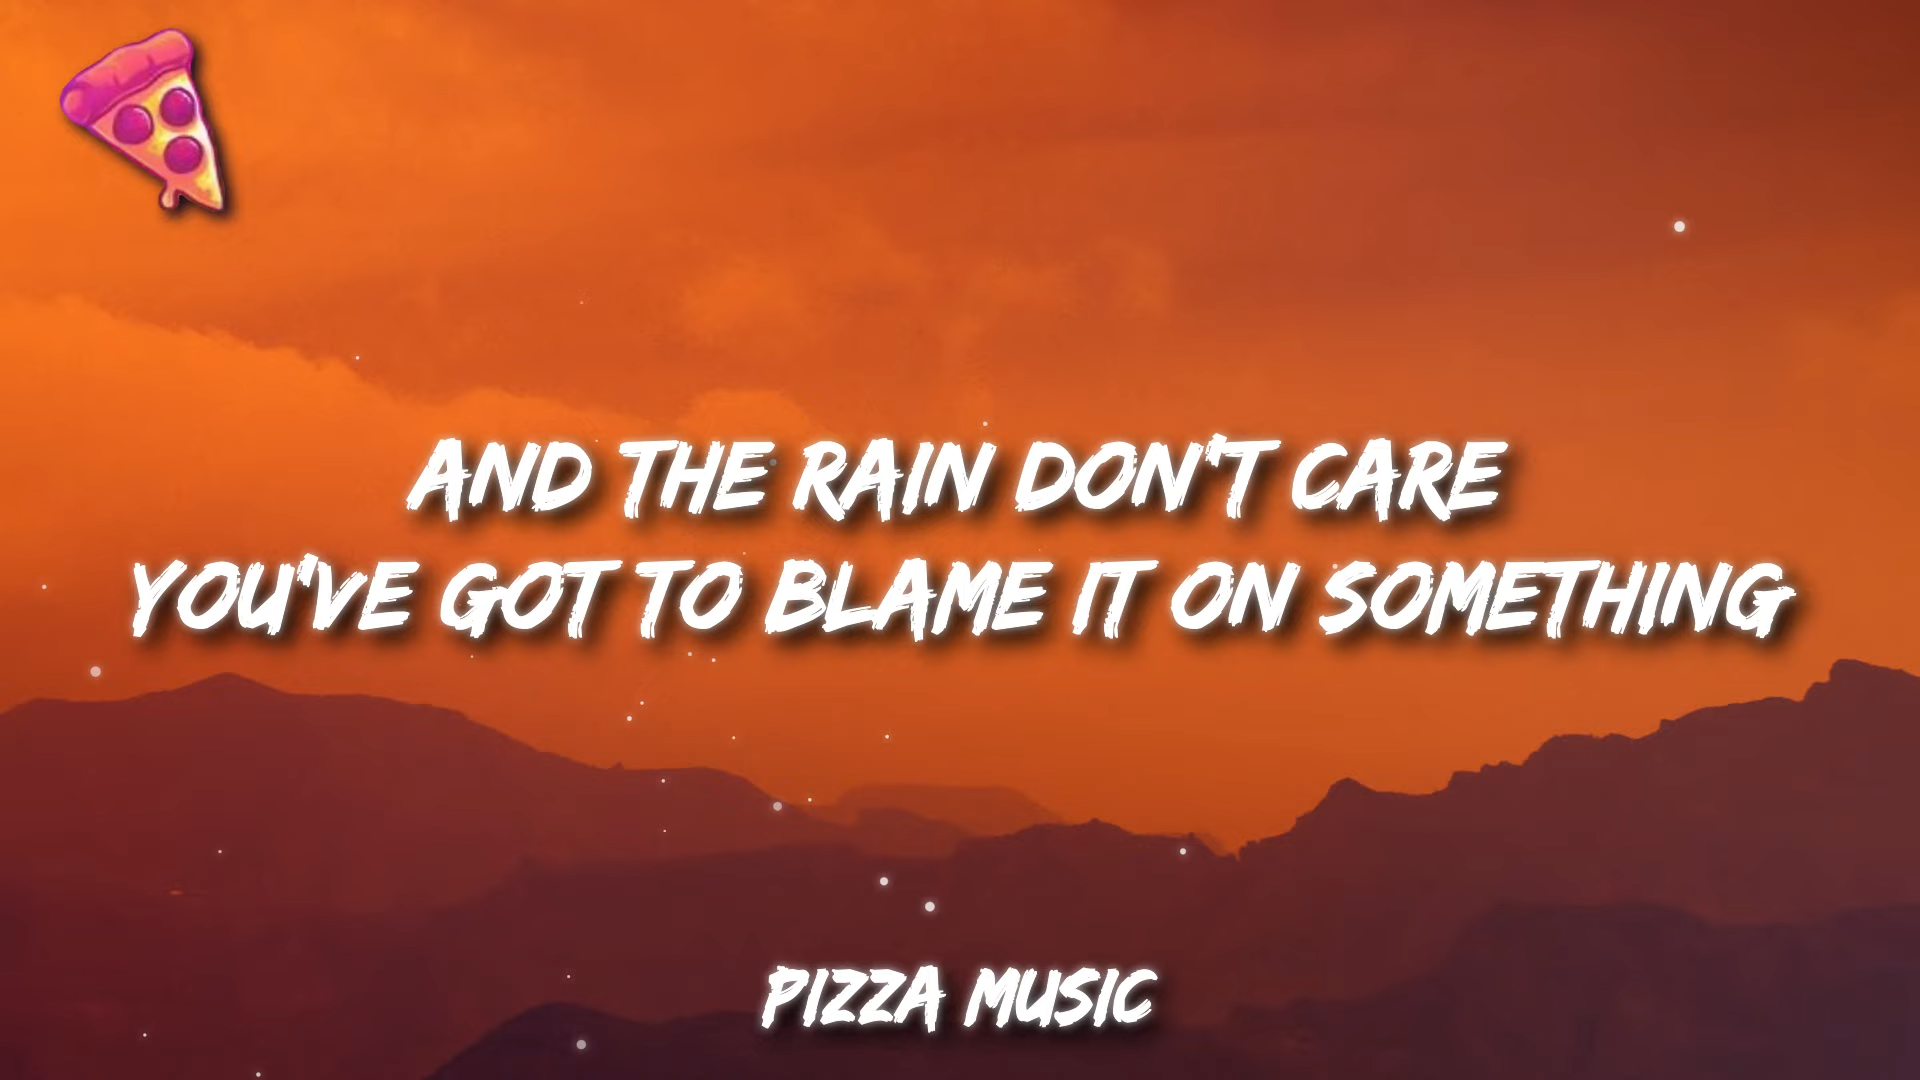 AND THE RAIN DON'T CARE
YOU'VE GOT TO BLAME IT ON SOMETHING
PIZZA MUSIC